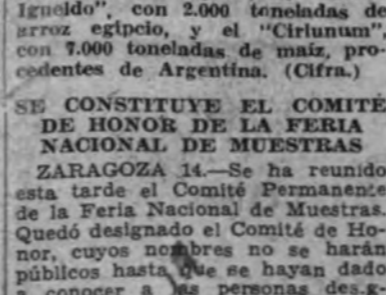 Igueldo", con 2.000 toneladas de
arroz egipcio, y el "Cirlunum",
con 7.000 toneladas de maíz, pro-
cedentes de Argentina. (Cifra.)
SE CONSTITUYE EL COMITÉ
DE HONOR DE LA FERIA
NACIONAL DE MUESTRAS
ZARAGOZA 14.—Se ha reunido
esta tarde el Comité Permanente
de la Feria Nacional de Muestras.
Quedó designado el Comité de Ho-
nor, cuyos nombres no se harán
públicos hasta que se hayan dado
a conocer a las personas desig-